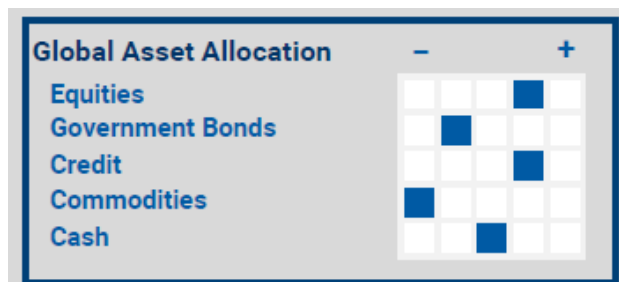 Global Asset Allocation – +
Equities
Government Bonds
Credit
Commodities
Cash